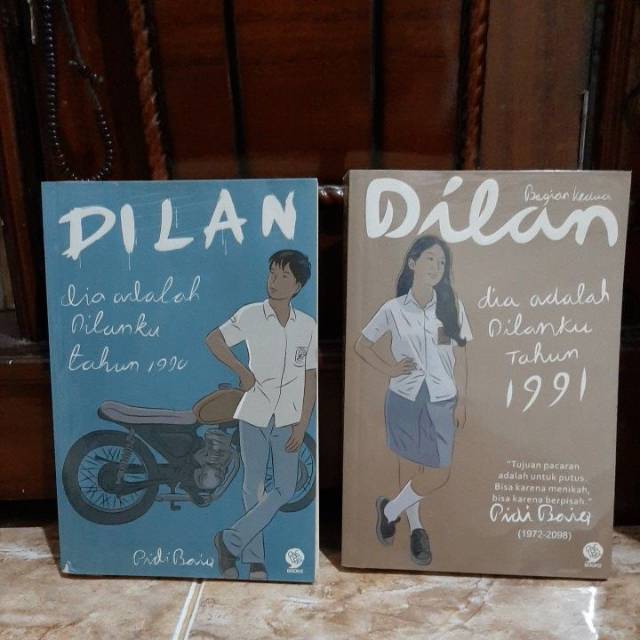 DILAN
dia adalah
Dilanku
tahun 1990
Pidi Baiq
Bagian Kedua
Dilan
dia adalah
Dilanku
Tahun
1991
"Tujuan pacaran
adalah untuk putus.
Bisa karena menikah,
bisa karena berpisah".
Pidi Baiq
(1972-2098)